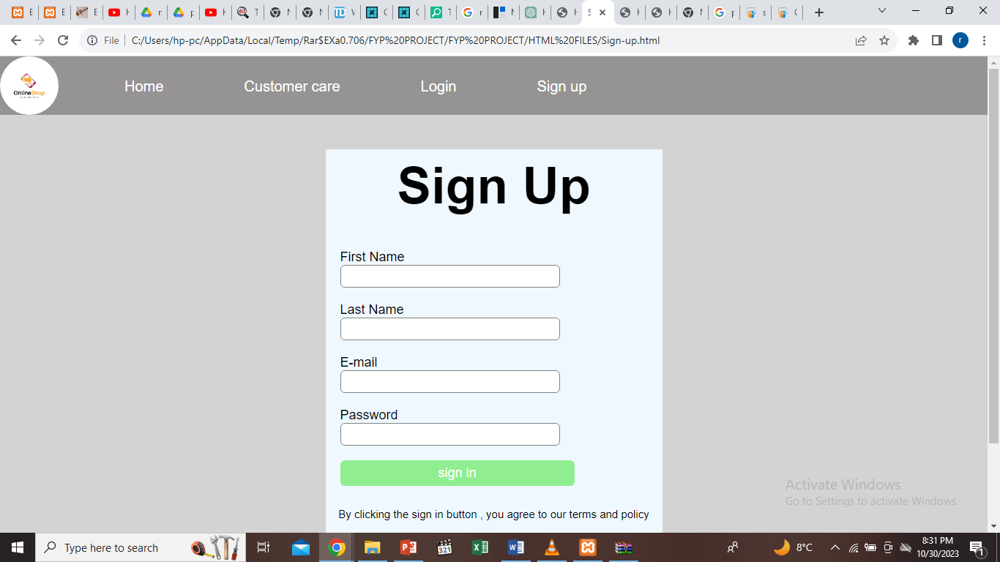 E
E
E
H
n
p
H
T
N
N
V
C
C
T
r
M
H
H
S
H
H
N
p
s
C
File
C:/Users/hp-pc/AppData/Local/Temp/Rar$EXa0.706/FYP%20PROJECT/FYP%20PROJECT/HTML%20FILES/Sign-up.html
r
OnlineShop
Home
Customer care
Login
Sign up
Sign Up
First Name
Last Name
E-mail
Password
sign in
By clicking the sign in button , you agree to our terms and policy
Activate Windows
Go to Settings to activate Windows.
Type here to search
321
8°C
8:31 PM
10/30/2023
1